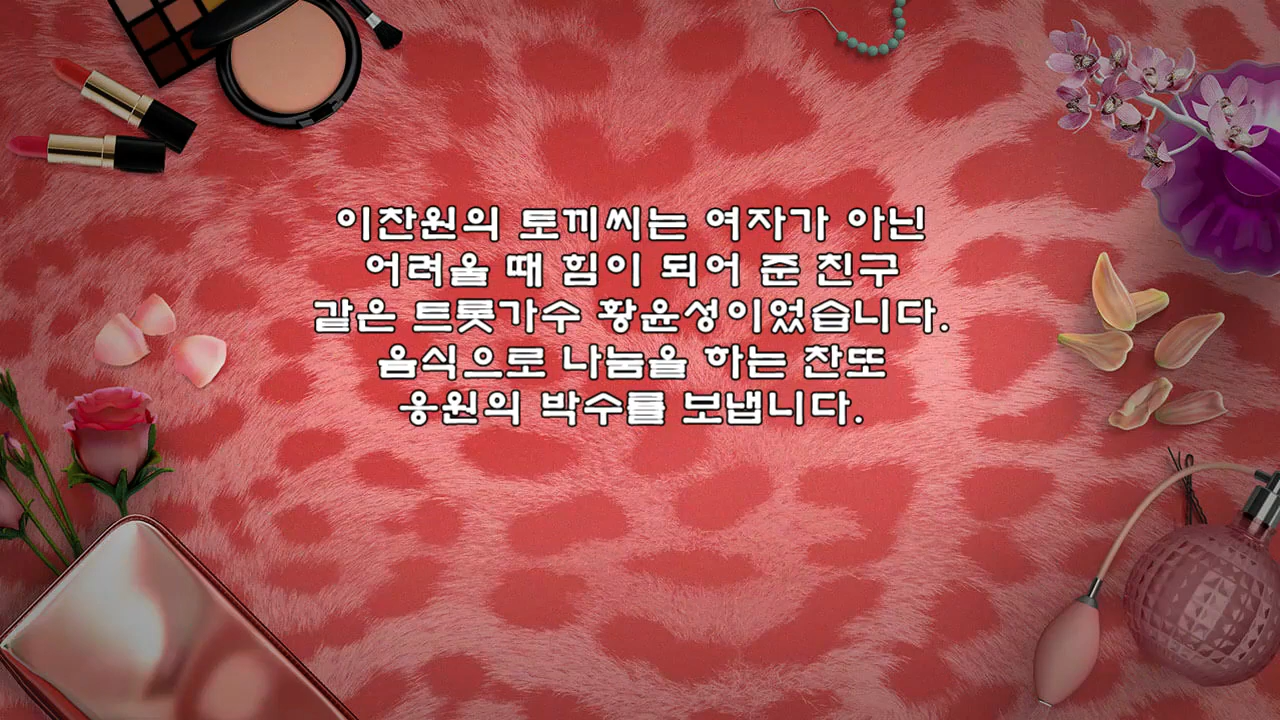 이찬원의 토끼씨는 여자가 아닌
어려울 때 힘이 되어 준 친구
같은 트롯가수 황윤성이었습니다.
음식으로 나눔을 하는 찬또
응원의 박수를 보냅니다.